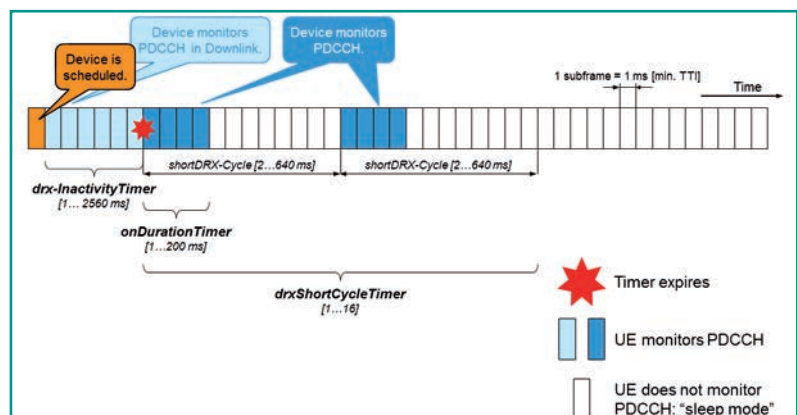 Device monitors
PDCCH in Downlink.
Device monitors
PDCCH.
Device is
scheduled.
1 subframe = 1 ms [min. TTI]
Time
shortDRX-Cycle [2…640 ms]
shortDRX-Cycle [2…640 ms]
drx-InactivityTimer
[1… 2560 ms]
onDurationTimer
[1…200 ms]
drxShortCycleTimer
[1…16]
Timer expires
UE monitors PDCCH
UE does not monitor
PDCCH: "sleep mode"